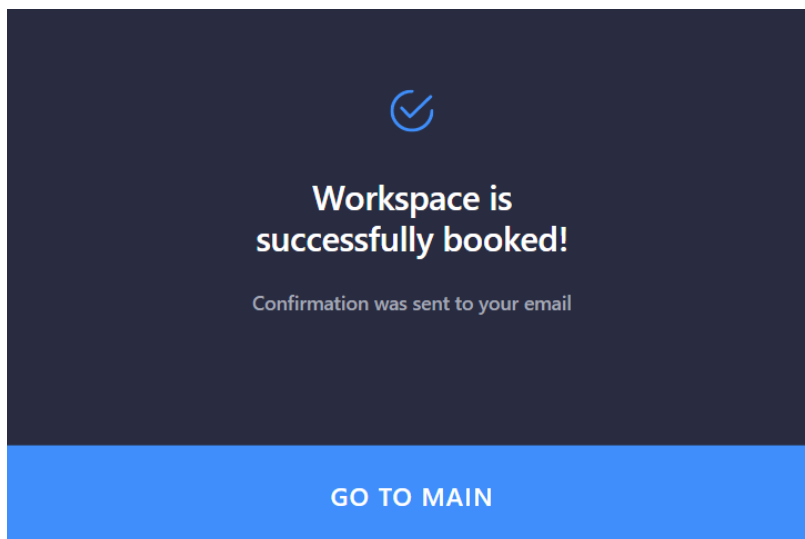 Workspace is
successfully booked!
Confirmation was sent to your email
GO TO MAIN